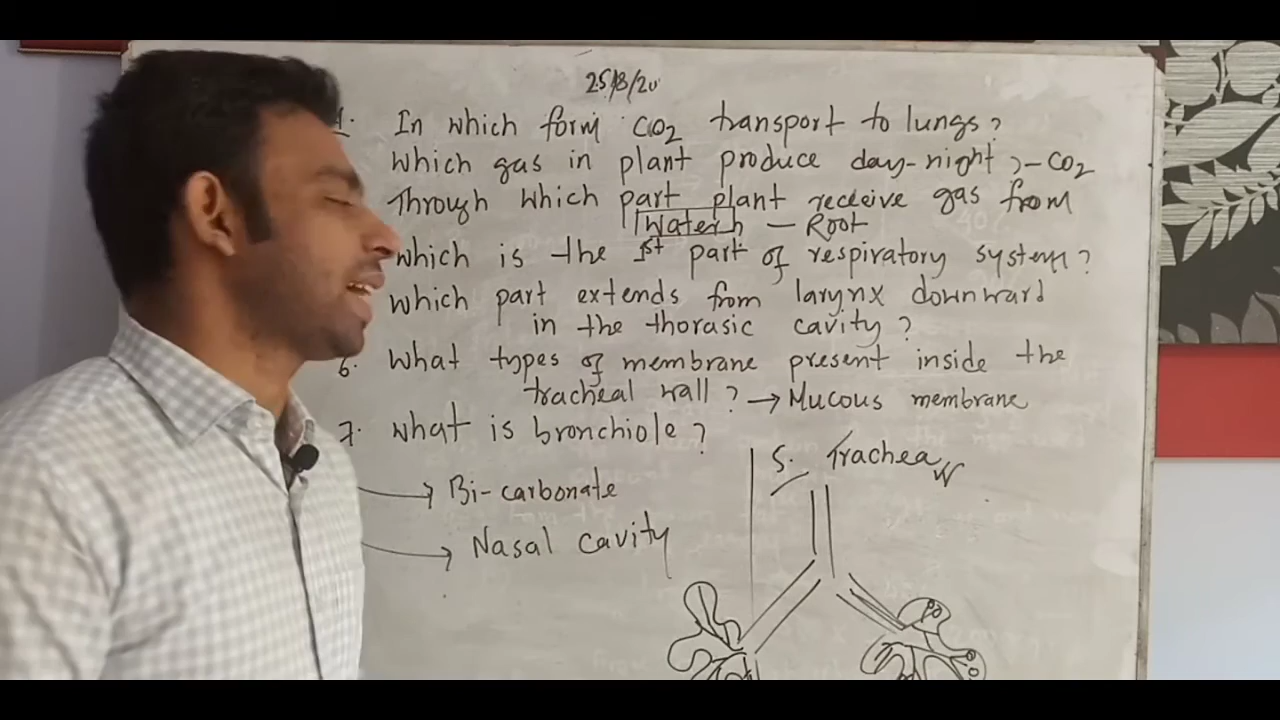 25/8/20
1. In which form CO2 transport to lungs?
which gas in plant produce day-night ? - CO2
Through which part plant receive gas from
Water - Root
which is the 1st part of respiratory system?
which part extends from larynx downward
in the thorasic cavity?
6. What types of membrane present inside the
tracheal wall? → Mucous membrane
7. What is bronchiole?
→ Bi-carbonate
→ Nasal cavity
5. Trachea